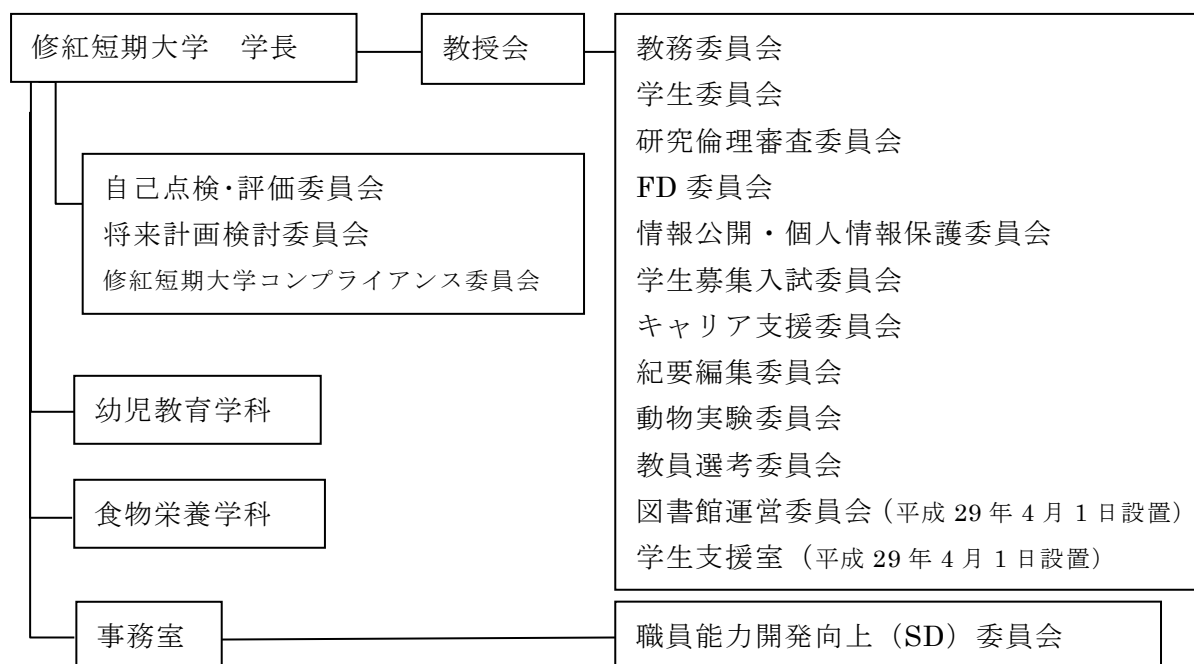 修紅短期大学　学長
教授会
教務委員会
学生委員会
研究倫理審査委員会
FD 委員会
情報公開・個人情報保護委員会
学生募集入試委員会
キャリア支援委員会
紀要編集委員会
動物実験委員会
教員選考委員会
図書館運営委員会（平成 29 年 4 月 1 日設置）
学生支援室（平成 29 年 4 月 1 日設置）
自己点検・評価委員会
将来計画検討委員会
修紅短期大学コンプライアンス委員会
幼児教育学科
食物栄養学科
事務室
職員能力開発向上（SD）委員会